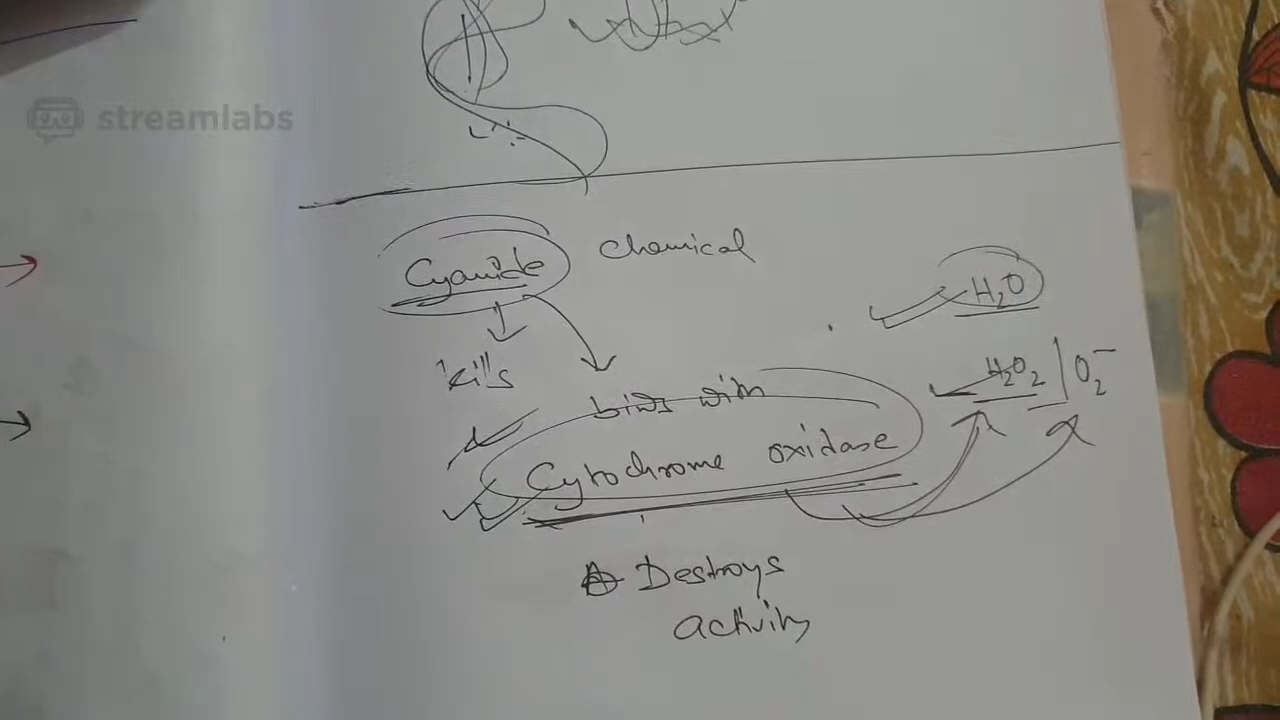 streamlabs
Cyanide chemical
H₂O
kills
H₂O₂ | O₂⁻
binds with
Cytochrome oxidase
Destroys
activity